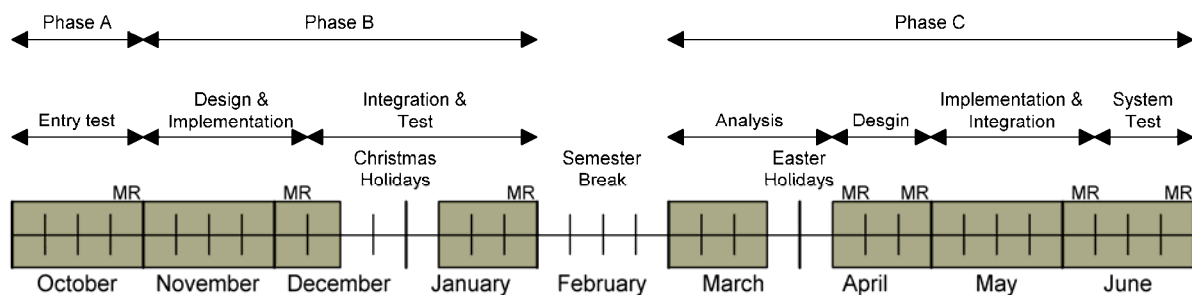 Phase A
Phase B
Phase C
Entry test
Design &
Implementation
Integration &
Test
Analysis
Desgin
Implementation &
Integration
System
Test
Christmas
Holidays
Semester
Break
Easter
Holidays
MR
MR
MR
MR
MR
MR
MR
October
November
December
January
February
March
April
May
June